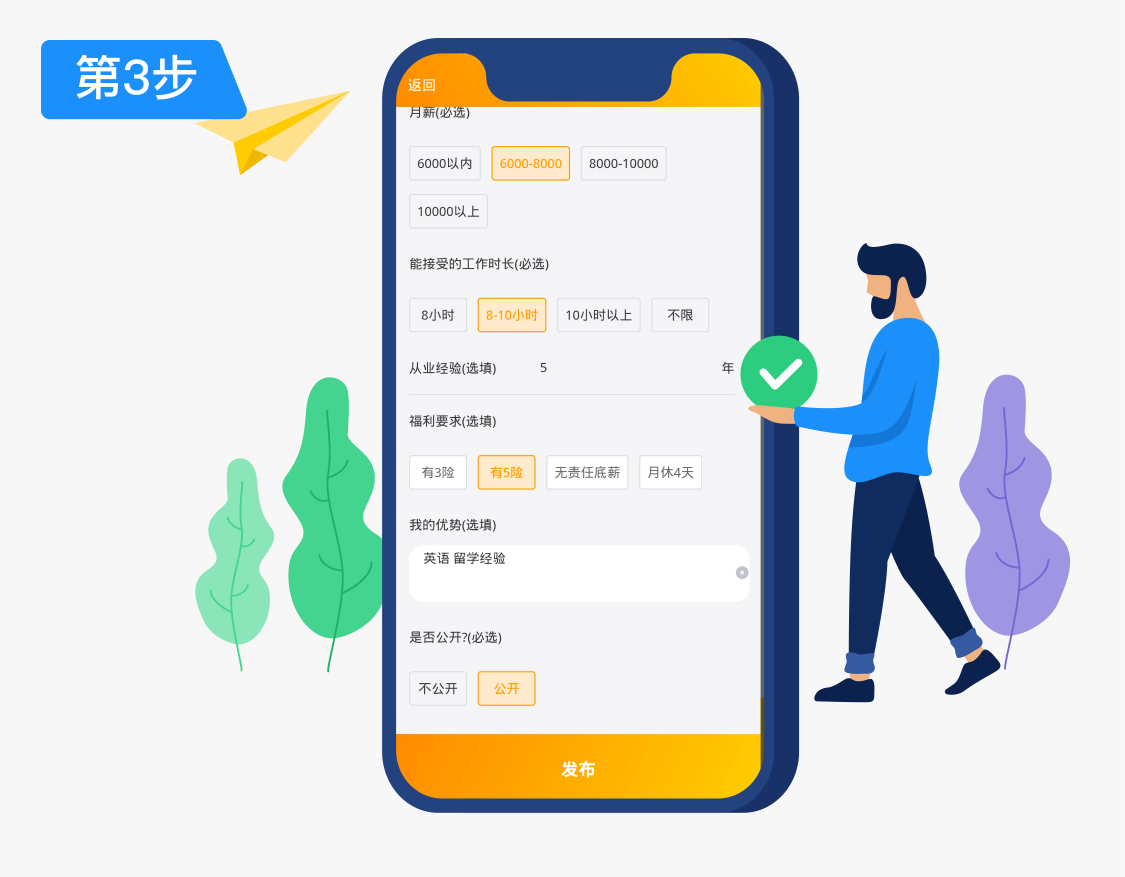 第3步
返回
月薪(必选)
6000以内 6000-8000 8000-10000
10000以上
能接受的工作时长(必选)
8小时 8-10小时 10小时以上 不限
从业经验(选填) 5 年
福利要求(选填)
有3险 有5险 无责任底薪 月休4天
我的优势(选填)
英语 留学经验
是否公开?(必选)
不公开 公开
发布